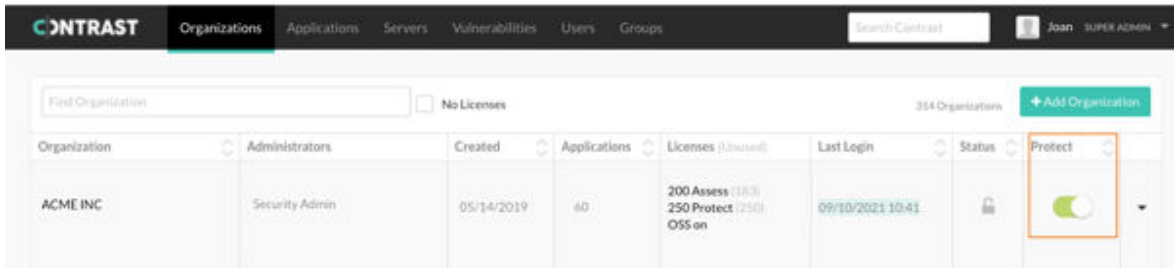 CONTRAST Organizations Applications Servers Vulnerabilities Users Groups Search Contrast Joan SUPER ADMIN
Find Organization No Licenses 314 Organizations +Add Organization
Organization Administrators Created Applications Licenses (Unused) Last Login Status Protect
200 Assess (183)
ACME INC Security Admin 05/14/2019 60 250 Protect (250) 09/10/2021 10:41
OSS on